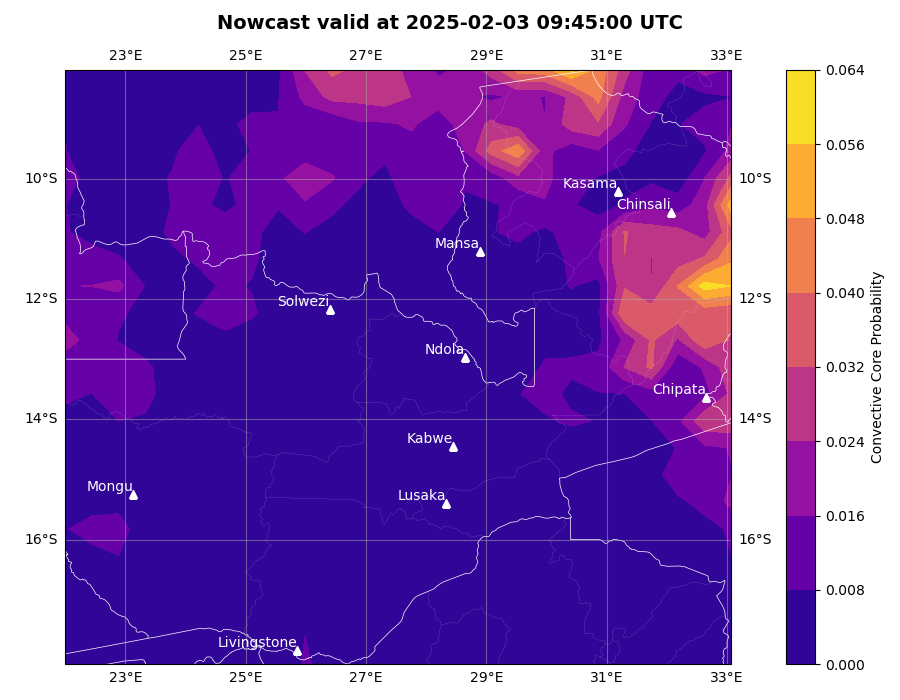 Nowcast valid at 2025-02-03 09:45:00 UTC
23°E 25°E 27°E 29°E 31°E 33°E
0.064
0.056
10°S Kasama 10°S
Chinsali 0.048
Mansa
0.040
12°S Solwezi 12°S
Ndola 0.032
Chipata
14°S 14°S
Kabwe 0.024
Mongu Lusaka
0.016
16°S 16°S
0.008
Livingstone
0.000
23°E 25°E 27°E 29°E 31°E 33°E
Convective Core Probability